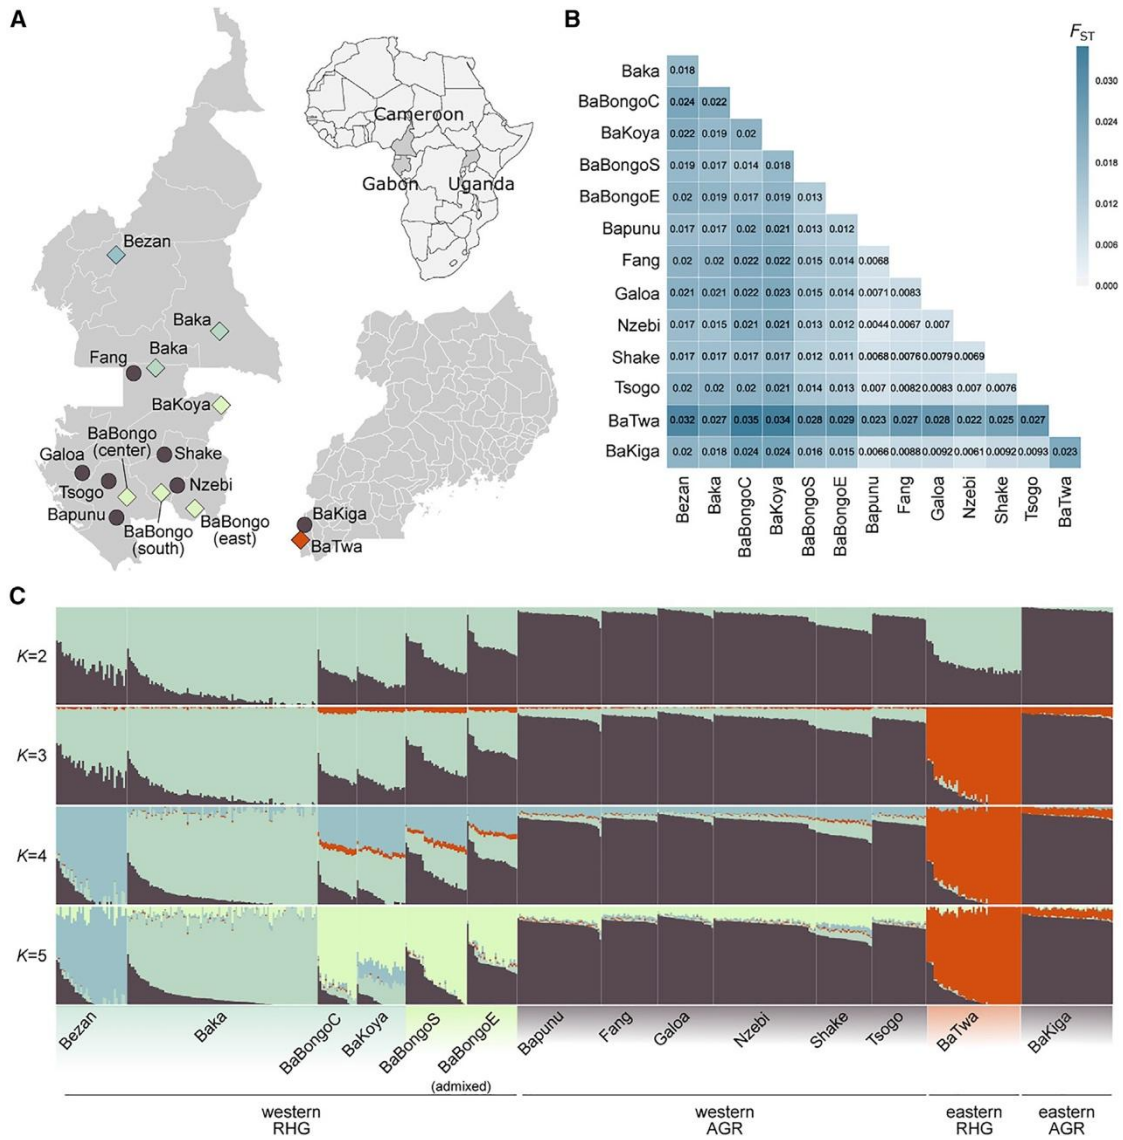 A
Cameroon
Gabon
Uganda
Bezan
Baka
Baka
Fang
BaKoya
BaBongo
(center)
Galoa
Shake
Tsogo
Nzebi
Bapunu
BaBongo
(south)
BaBongo
(east)
BaKiga
BaTwa
B
FST
0.030
0.024
0.018
0.012
0.006
0.000
Baka 0.018
BaBongoC 0.024 0.022
BaKoya 0.022 0.019 0.02
BaBongoS 0.019 0.017 0.014 0.018
BaBongoE 0.02 0.019 0.017 0.019 0.013
Bapunu 0.017 0.017 0.02 0.021 0.013 0.012
Fang 0.02 0.02 0.022 0.022 0.015 0.014 0.0068
Galoa 0.021 0.021 0.022 0.023 0.015 0.014 0.0071 0.0083
Nzebi 0.017 0.015 0.021 0.021 0.013 0.012 0.0044 0.0067 0.007
Shake 0.017 0.017 0.017 0.017 0.012 0.011 0.0068 0.0076 0.0079 0.0069
Tsogo 0.02 0.02 0.02 0.021 0.014 0.013 0.007 0.0082 0.0083 0.007 0.0076
BaTwa 0.032 0.027 0.035 0.034 0.028 0.029 0.023 0.027 0.028 0.022 0.025 0.027
BaKiga 0.02 0.018 0.024 0.024 0.016 0.015 0.0066 0.0088 0.0092 0.0061 0.0092 0.0093 0.023
Bezan Baka BaBongoC BaKoya BaBongoS BaBongoE Bapunu Fang Galoa Nzebi Shake Tsogo BaTwa
C
K=2
K=3
K=4
K=5
Bezan Baka BaBongoC BaKoya BaBongoS BaBongoE Bapunu Fang Galoa Nzebi Shake Tsogo BaTwa BaKiga
(admixed)
western western eastern eastern
RHG AGR RHG AGR